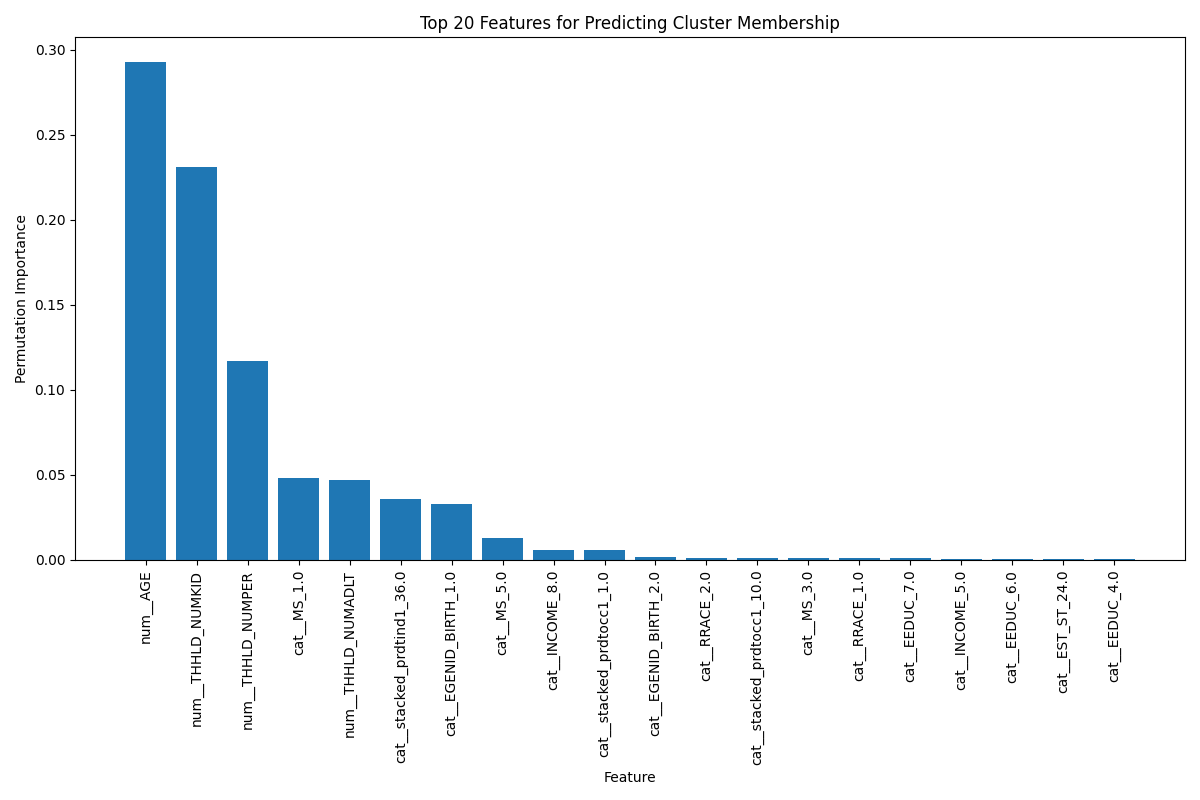 Top 20 Features for Predicting Cluster Membership
Permutation Importance
0.30
0.25
0.20
0.15
0.10
0.05
0.00
num__AGE
num__THHLD_NUMKID
num__THHLD_NUMPER
cat__MS_1.0
num__THHLD_NUMADLT
cat__stacked_prdtind1_36.0
cat__EGENID_BIRTH_1.0
cat__MS_5.0
cat__INCOME_8.0
cat__stacked_prdtocc1_1.0
cat__EGENID_BIRTH_2.0
cat__RRACE_2.0
cat__stacked_prdtocc1_10.0
cat__MS_3.0
cat__RRACE_1.0
cat__EEDUC_7.0
cat__INCOME_5.0
cat__EEDUC_6.0
cat__EST_ST_24.0
cat__EEDUC_4.0
Feature